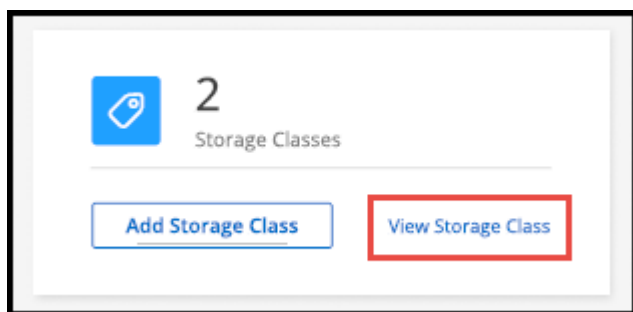 2
Storage Classes
Add Storage Class
View Storage Class